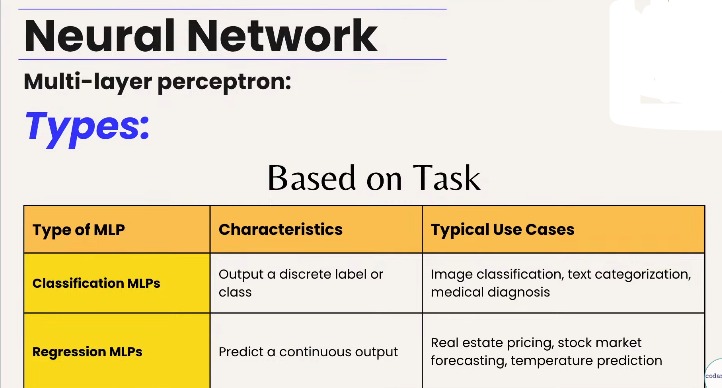 Neural Network
Multi-layer perceptron:
Types:
Based on Task
Type of MLP
Characteristics
Typical Use Cases
Classification MLPs
Output a discrete label or
class
Image classification, text categorization,
medical diagnosis
Regression MLPs
Predict a continuous output
Real estate pricing, stock market
forecasting, temperature prediction